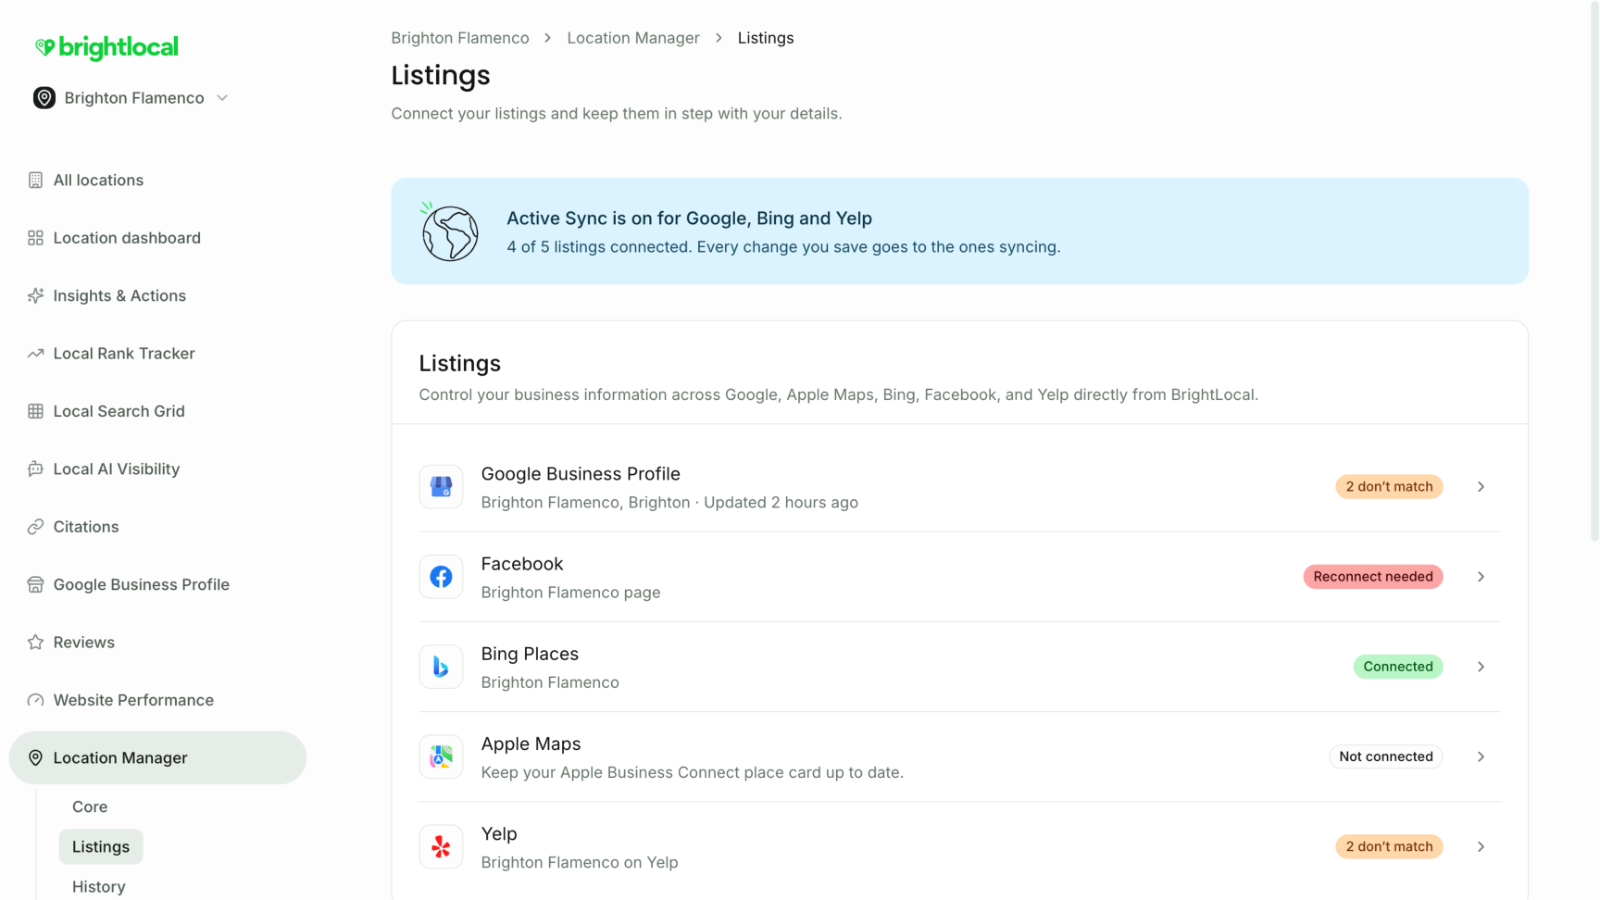 brightlocal
Brighton Flamenco
All locations
Location dashboard
Insights & Actions
Local Rank Tracker
Local Search Grid
Local AI Visibility
Citations
Google Business Profile
Reviews
Website Performance
Location Manager
Core
Listings
History
Brighton Flamenco > Location Manager > Listings
Listings
Connect your listings and keep them in step with your details.
Active Sync is on for Google, Bing and Yelp
4 of 5 listings connected. Every change you save goes to the ones syncing.
Listings
Control your business information across Google, Apple Maps, Bing, Facebook, and Yelp directly from BrightLocal.
Google Business Profile
Brighton Flamenco, Brighton · Updated 2 hours ago
2 don’t match
Facebook
Brighton Flamenco page
Reconnect needed
Bing Places
Brighton Flamenco
Connected
Apple Maps
Keep your Apple Business Connect place card up to date.
Not connected
Yelp
Brighton Flamenco on Yelp
2 don’t match